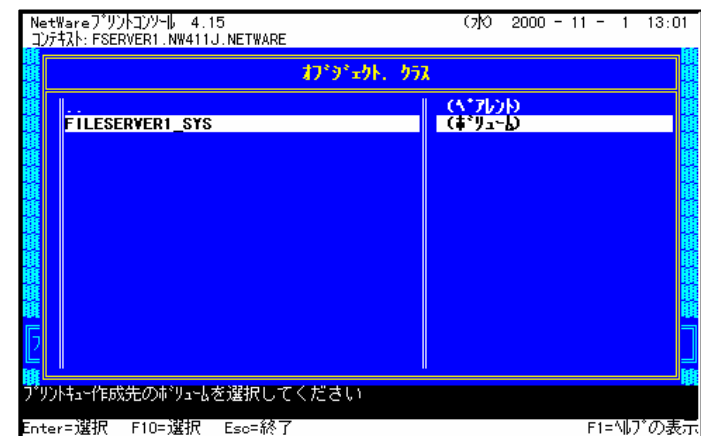 NetWareﾌﾟﾘﾝﾄｺﾝｿｰﾙ 4.15 (水) 2000 - 11 - 1 13:01
ｺﾝﾃｷｽﾄ: FSERVER1.NW411J.NETWARE
ｵﾌﾞｼﾞｪｸﾄ. ｸﾗｽ
.. (ﾍﾟｱﾚﾝﾄ)
FILESERVER1_SYS (ﾎﾞﾘｭｰﾑ)
ﾌﾟﾘﾝﾄｷｭｰ作成先のﾎﾞﾘｭｰﾑを選択してください
Enter=選択 F10=選択 Esc=終了 F1=ﾍﾙﾌﾟの表示